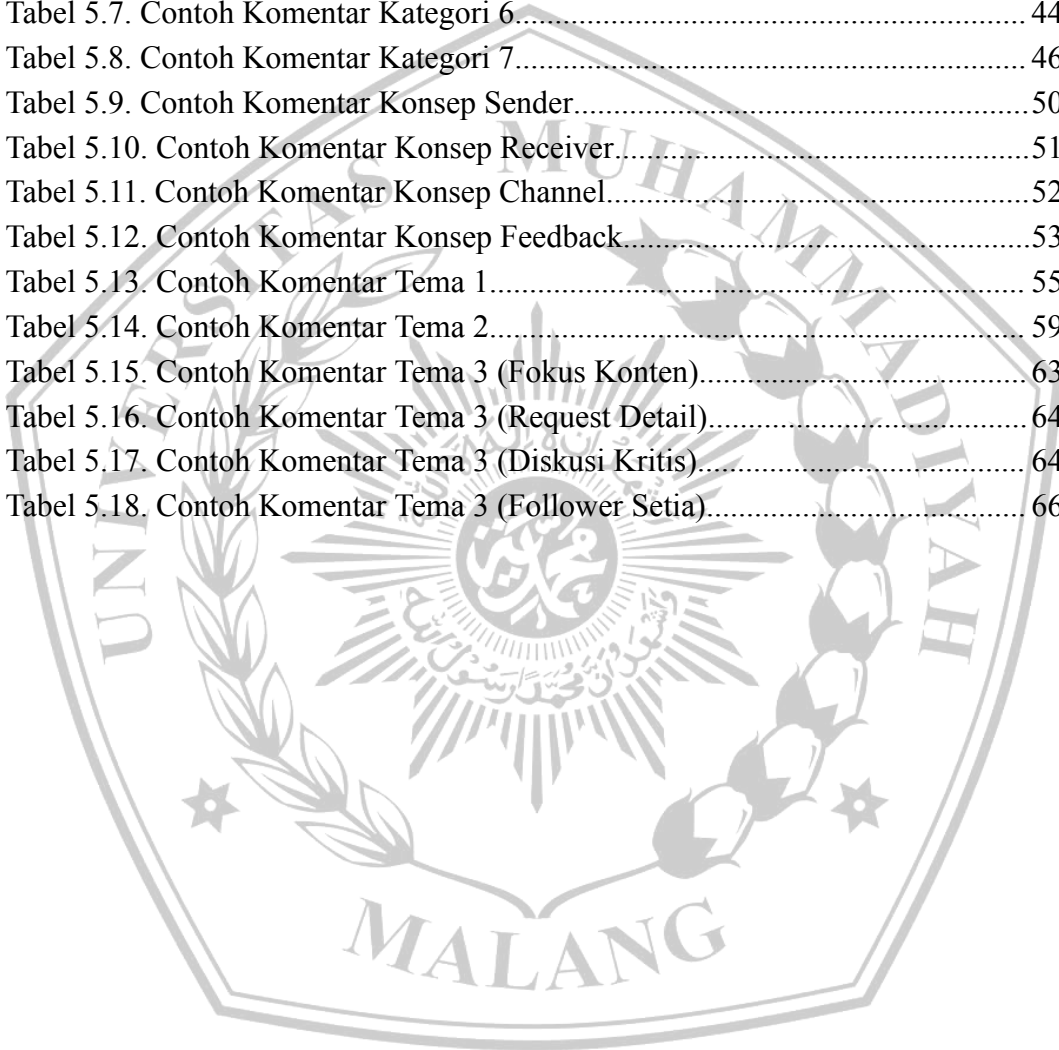 Tabel 5.7. Contoh Komentar Kategori 6.......................................................................... 44
Tabel 5.8. Contoh Komentar Kategori 7.......................................................................... 46
Tabel 5.9. Contoh Komentar Konsep Sender.................................................................. 50
Tabel 5.10. Contoh Komentar Konsep Receiver............................................................. 51
Tabel 5.11. Contoh Komentar Konsep Channel.............................................................. 52
Tabel 5.12. Contoh Komentar Konsep Feedback............................................................ 53
Tabel 5.13. Contoh Komentar Tema 1............................................................................. 55
Tabel 5.14. Contoh Komentar Tema 2............................................................................. 59
Tabel 5.15. Contoh Komentar Tema 3 (Fokus Konten)................................................... 63
Tabel 5.16. Contoh Komentar Tema 3 (Request Detail).................................................. 64
Tabel 5.17. Contoh Komentar Tema 3 (Diskusi Kritis)................................................... 64
Tabel 5.18. Contoh Komentar Tema 3 (Follower Setia).................................................. 66
UNIVERSITAS MUHAMMADIYAH
MALANG